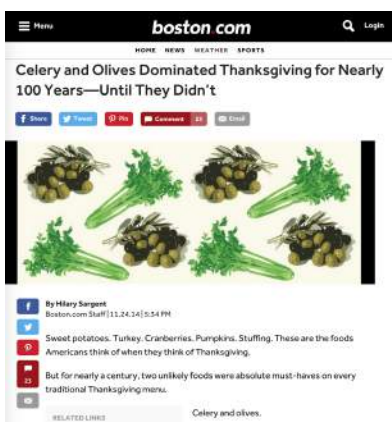 Menu
boston.com
Login
HOME NEWS WEATHER SPORTS
Celery and Olives Dominated Thanksgiving for Nearly
100 Years—Until They Didn't
Share Tweet Pin Comment 23 Email
By Hilary Sargent
Boston.com Staff | 11.24.14 | 5:54 PM
Sweet potatoes. Turkey. Cranberries. Pumpkins. Stuffing. These are the foods
Americans think of when they think of Thanksgiving.
23
But for nearly a century, two unlikely foods were absolute must-haves on every
traditional Thanksgiving menu.
RELATED LINKS
Celery and olives.